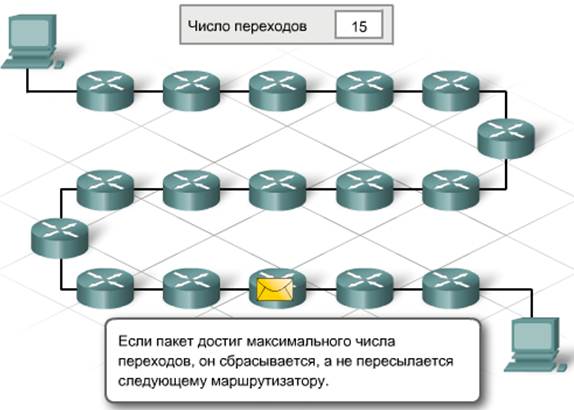 Число переходов 15
Если пакет достиг максимального числа
переходов, он сбрасывается, а не пересылается
следующему маршрутизатору.